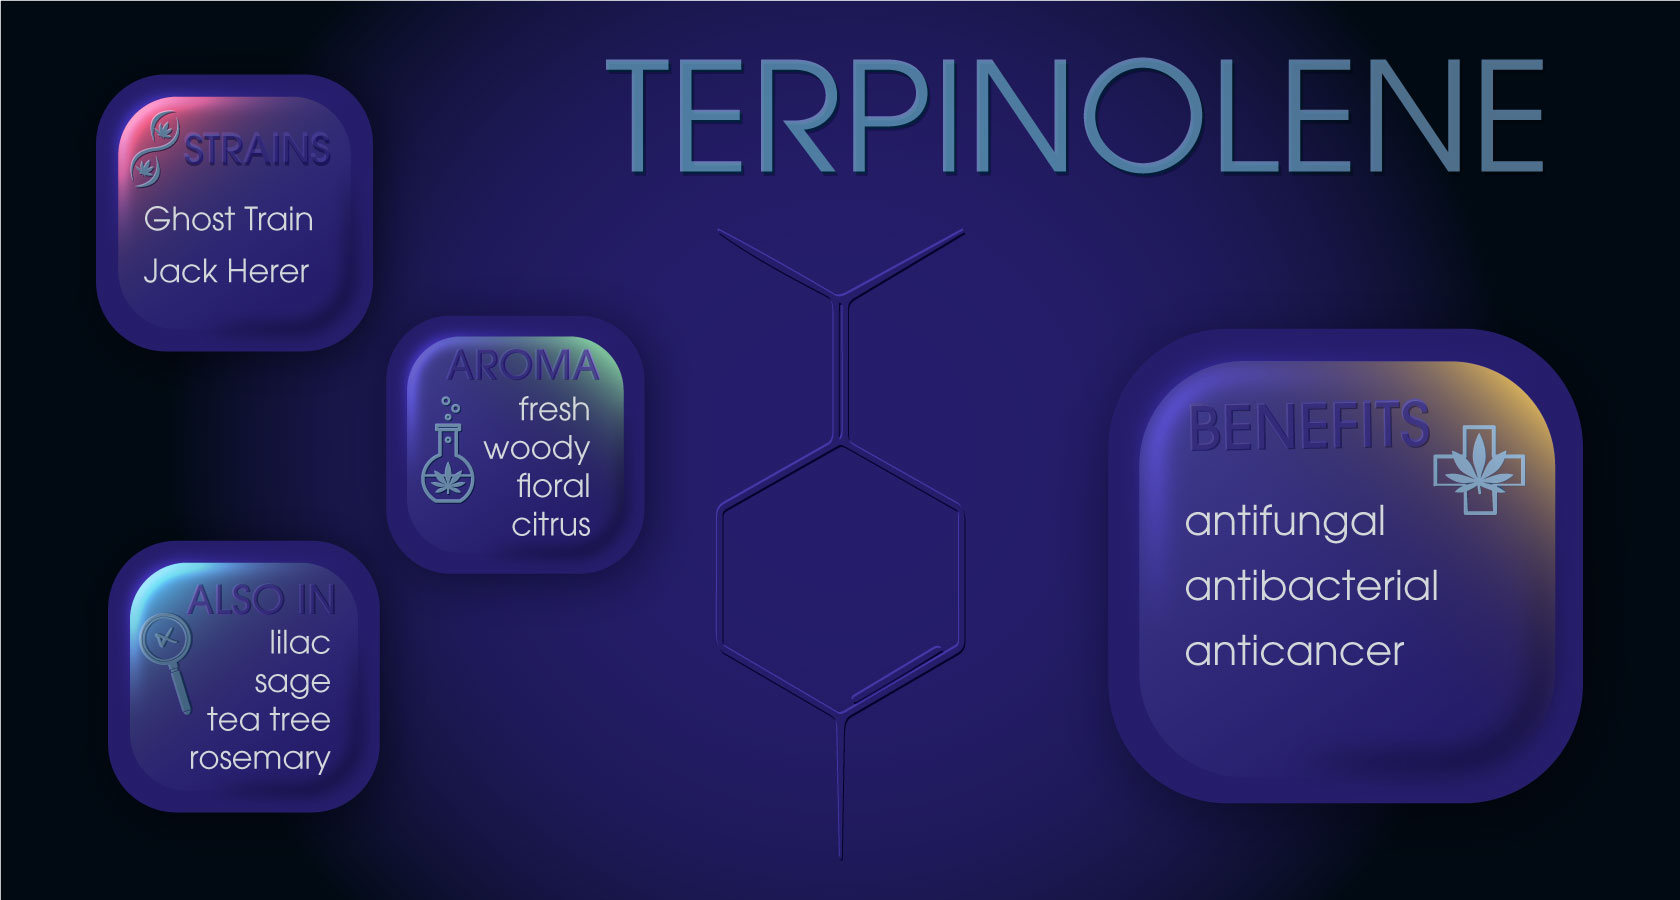 TERPINOLENE
STRAINS
Ghost Train
Jack Herer
AROMA
fresh
woody
floral
citrus
ALSO IN
lilac
sage
tea tree
rosemary
BENEFITS
antifungal
antibacterial
anticancer